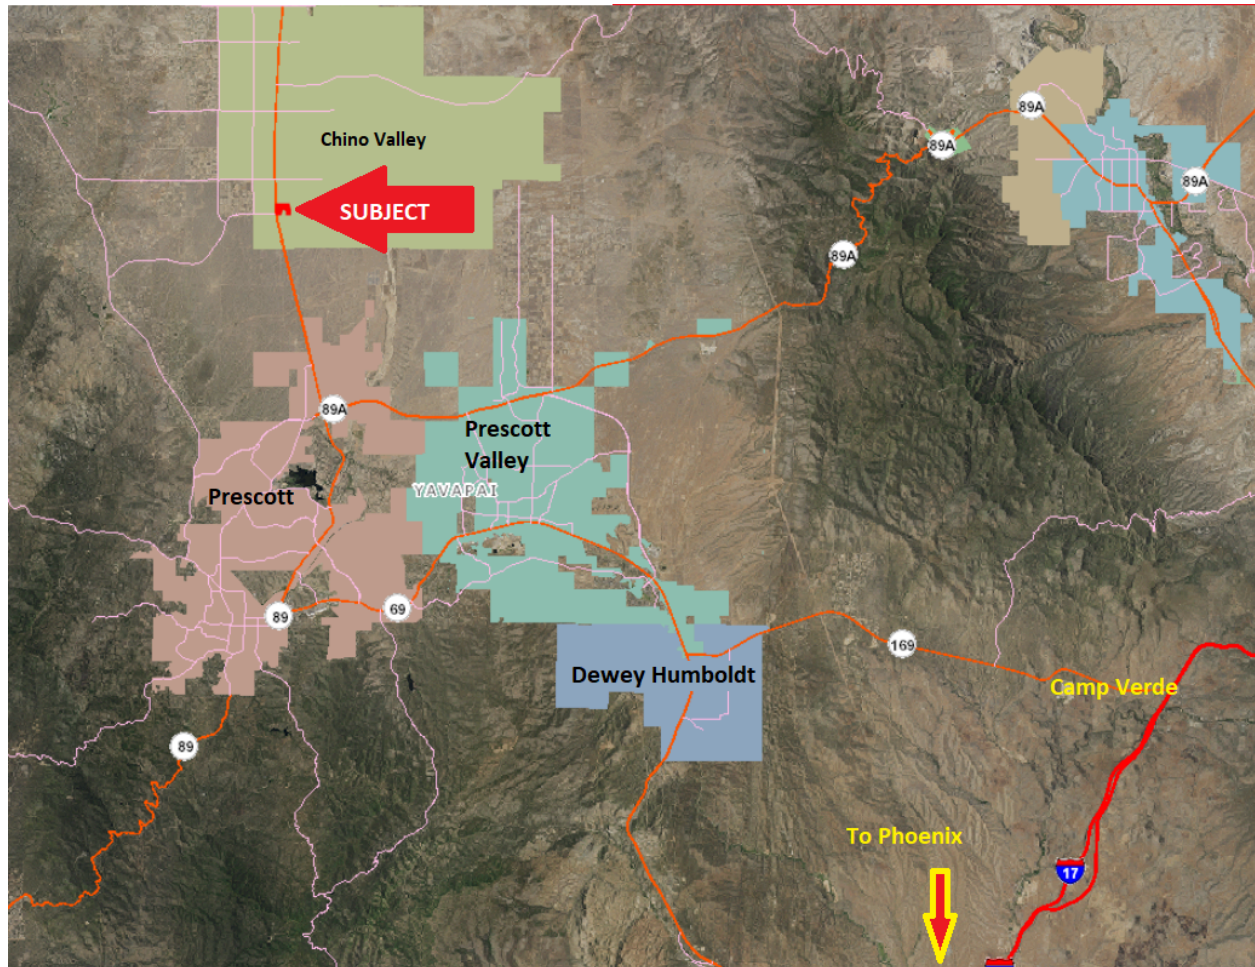 89A
Chino Valley
89A
89A
SUBJECT
89A
89A
Prescott
Valley
YAVAPAI
Prescott
89
69
169
Dewey Humboldt
Camp Verde
89
To Phoenix
17